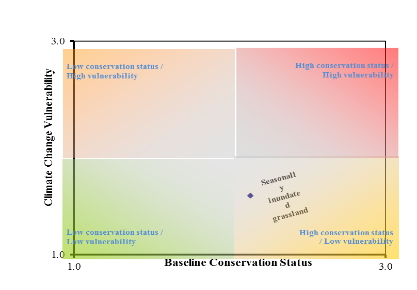 3.0
Low conservation status /
High vulnerability
High conservation status /
High vulnerability
Climate Change Vulnerability
Seasonall
y
inundate
d
grassland
Low conservation status /
Low vulnerability
High conservation status
/ Low vulnerability
1.0
Baseline Conservation Status
1.0
3.0